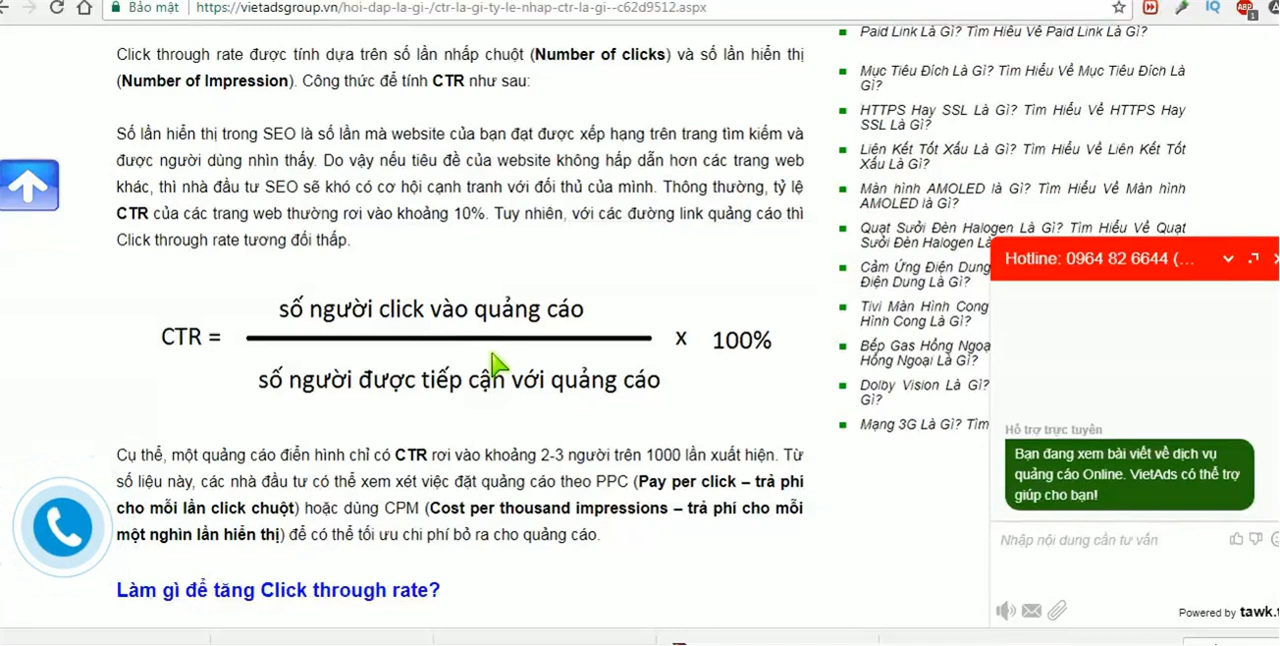 Bảo mật | https://vietadsgroup.vn/hoi-dap-la-gi-/ctr-la-gi-ty-le-nhap-ctr-la-gi--c62d9512.aspx
Click through rate được tính dựa trên số lần nhấp chuột (Number of clicks) và số lần hiển thị
(Number of Impression). Công thức để tính CTR như sau:
Số lần hiển thị trong SEO là số lần mà website của bạn đạt được xếp hạng trên trang tìm kiếm và
được người dùng nhìn thấy. Do vậy nếu tiêu đề của website không hấp dẫn hơn các trang web
khác, thì nhà đầu tư SEO sẽ khó có cơ hội cạnh tranh với đối thủ của mình. Thông thường, tỷ lệ
CTR của các trang web thường rơi vào khoảng 10%. Tuy nhiên, với các đường link quảng cáo thì
Click through rate tương đối thấp.
số người click vào quảng cáo
CTR =
x 100%
số người được tiếp cận với quảng cáo
Cụ thể, một quảng cáo điển hình chỉ có CTR rơi vào khoảng 2-3 người trên 1000 lần xuất hiện. Từ
số liệu này, các nhà đầu tư có thể xem xét việc đặt quảng cáo theo PPC (Pay per click – trả phí
cho mỗi lần click chuột) hoặc dùng CPM (Cost per thousand impressions – trả phí cho mỗi
một nghìn lần hiển thị) để có thể tối ưu chi phí bỏ ra cho quảng cáo.
Làm gì để tăng Click through rate?
Paid Link Là Gì? Tìm Hiểu Về Paid Link Là Gì?
Mục Tiêu Đích Là Gì? Tìm Hiểu Về Mục Tiêu Đích Là
Gì?
HTTPS Hay SSL Là Gì? Tìm Hiểu Về HTTPS Hay
SSL Là Gì?
Liên Kết Tốt Xấu Là Gì? Tìm Hiểu Về Liên Kết Tốt
Xấu Là Gì?
Màn hình AMOLED là Gì? Tìm Hiểu Về Màn hình
AMOLED là Gì?
Quạt Sưởi Đèn Halogen Là Gì? Tìm Hiểu Về Quạt
Sưởi Đèn Halogen Là
Cảm Ứng Điện Dung
Điện Dung Là Gì?
Tivi Màn Hình Cong
Hình Cong Là Gì?
Bếp Gas Hồng Ngoạ
Hồng Ngoại Là Gì?
Dolby Vision Là Gì?
Gì?
Mạng 3G Là Gì? Tìm
Hotline: 0964 82 6644 (...
Hỗ trợ trực tuyến
Bạn đang xem bài viết về dịch vụ
quảng cáo Online. VietAds có thể trợ
giúp cho bạn!
Nhập nội dung cần tư vấn
Powered by tawk.t
IQ
ABP
1